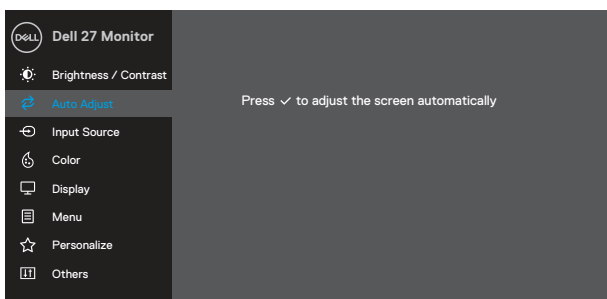 DELL
Dell 27 Monitor
Brightness / Contrast
Auto Adjust
Press ✓ to adjust the screen automatically
Input Source
Color
Display
Menu
Personalize
Others